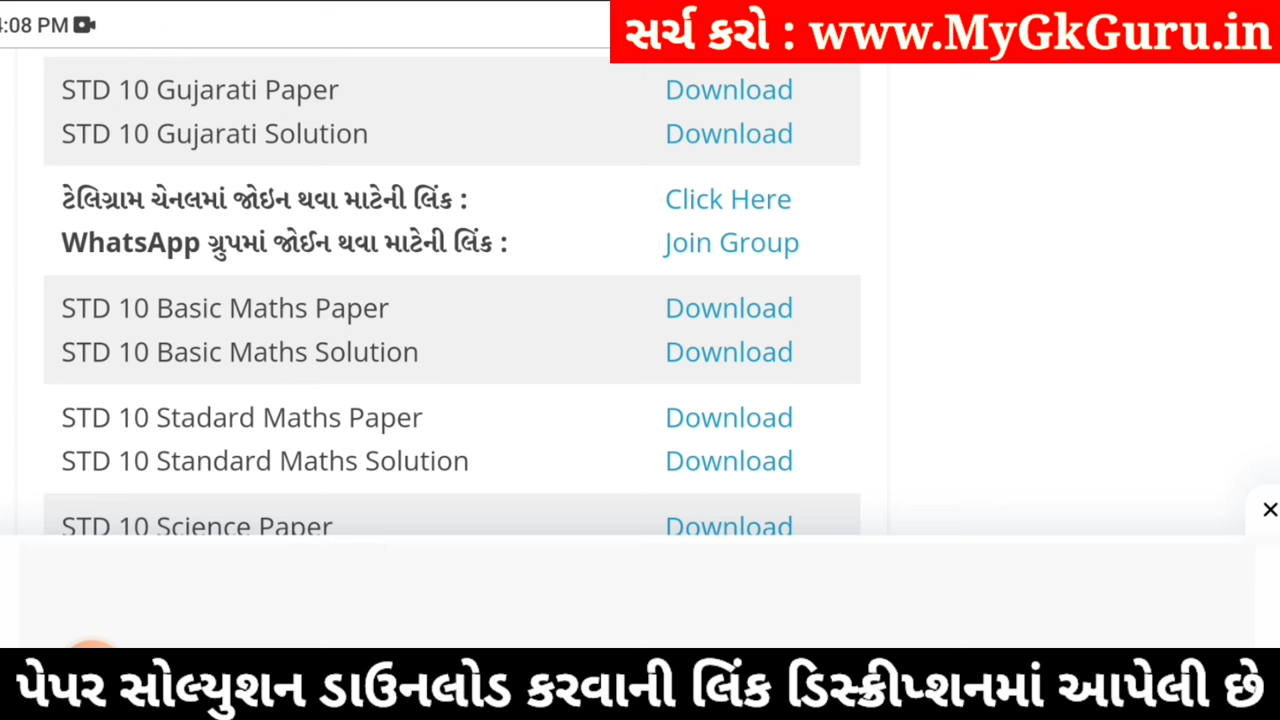 4:08 PM
સર્ચ કરો : www.MyGkGuru.in
STD 10 Gujarati Paper Download
STD 10 Gujarati Solution Download
ટેલિગ્રામ ચેનલમાં જોઇન થવા માટેની લિંક : Click Here
WhatsApp ગ્રુપમાં જોઈન થવા માટેની લિંક : Join Group
STD 10 Basic Maths Paper Download
STD 10 Basic Maths Solution Download
STD 10 Stadard Maths Paper Download
STD 10 Standard Maths Solution Download
STD 10 Science Paper Download
પેપર સોલ્યુશન ડાઉનલોડ કરવાની લિંક ડિસ્ક્રીપ્શનમાં આપેલી છે